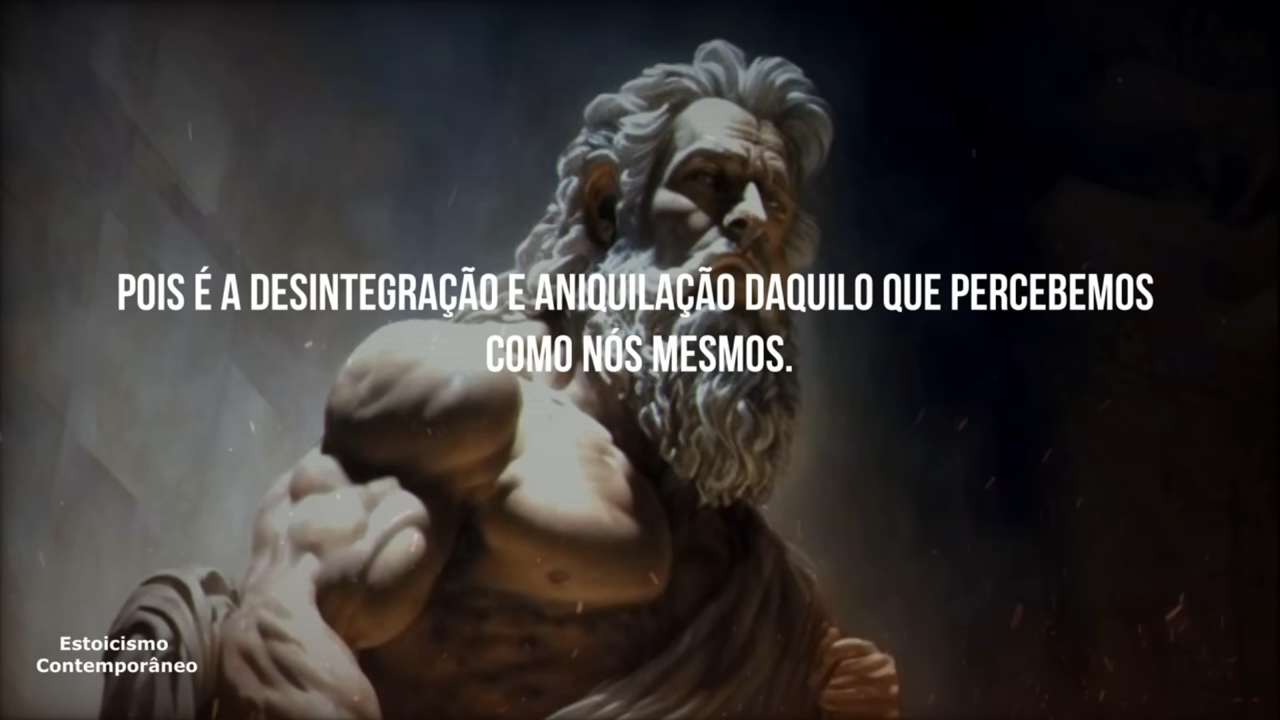 POIS É A DESINTEGRAÇÃO E ANIQUILAÇÃO DAQUILO QUE PERCEBEMOS
COMO NÓS MESMOS.
Estoicismo
Contemporâneo